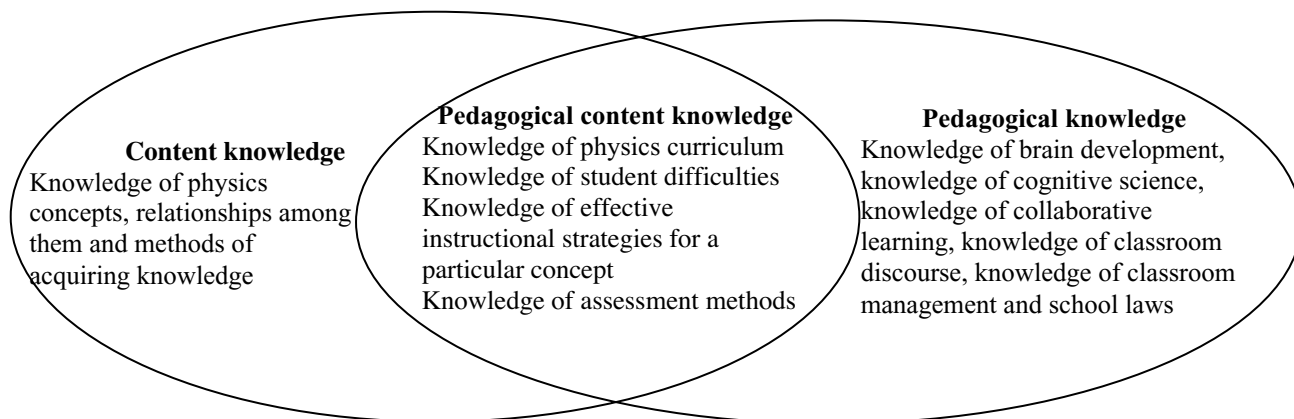 Content knowledge
Knowledge of physics
concepts, relationships among
them and methods of
acquiring knowledge
Pedagogical content knowledge
Knowledge of physics curriculum
Knowledge of student difficulties
Knowledge of effective
instructional strategies for a
particular concept
Knowledge of assessment methods
Pedagogical knowledge
Knowledge of brain development,
knowledge of cognitive science,
knowledge of collaborative
learning, knowledge of classroom
discourse, knowledge of classroom
management and school laws